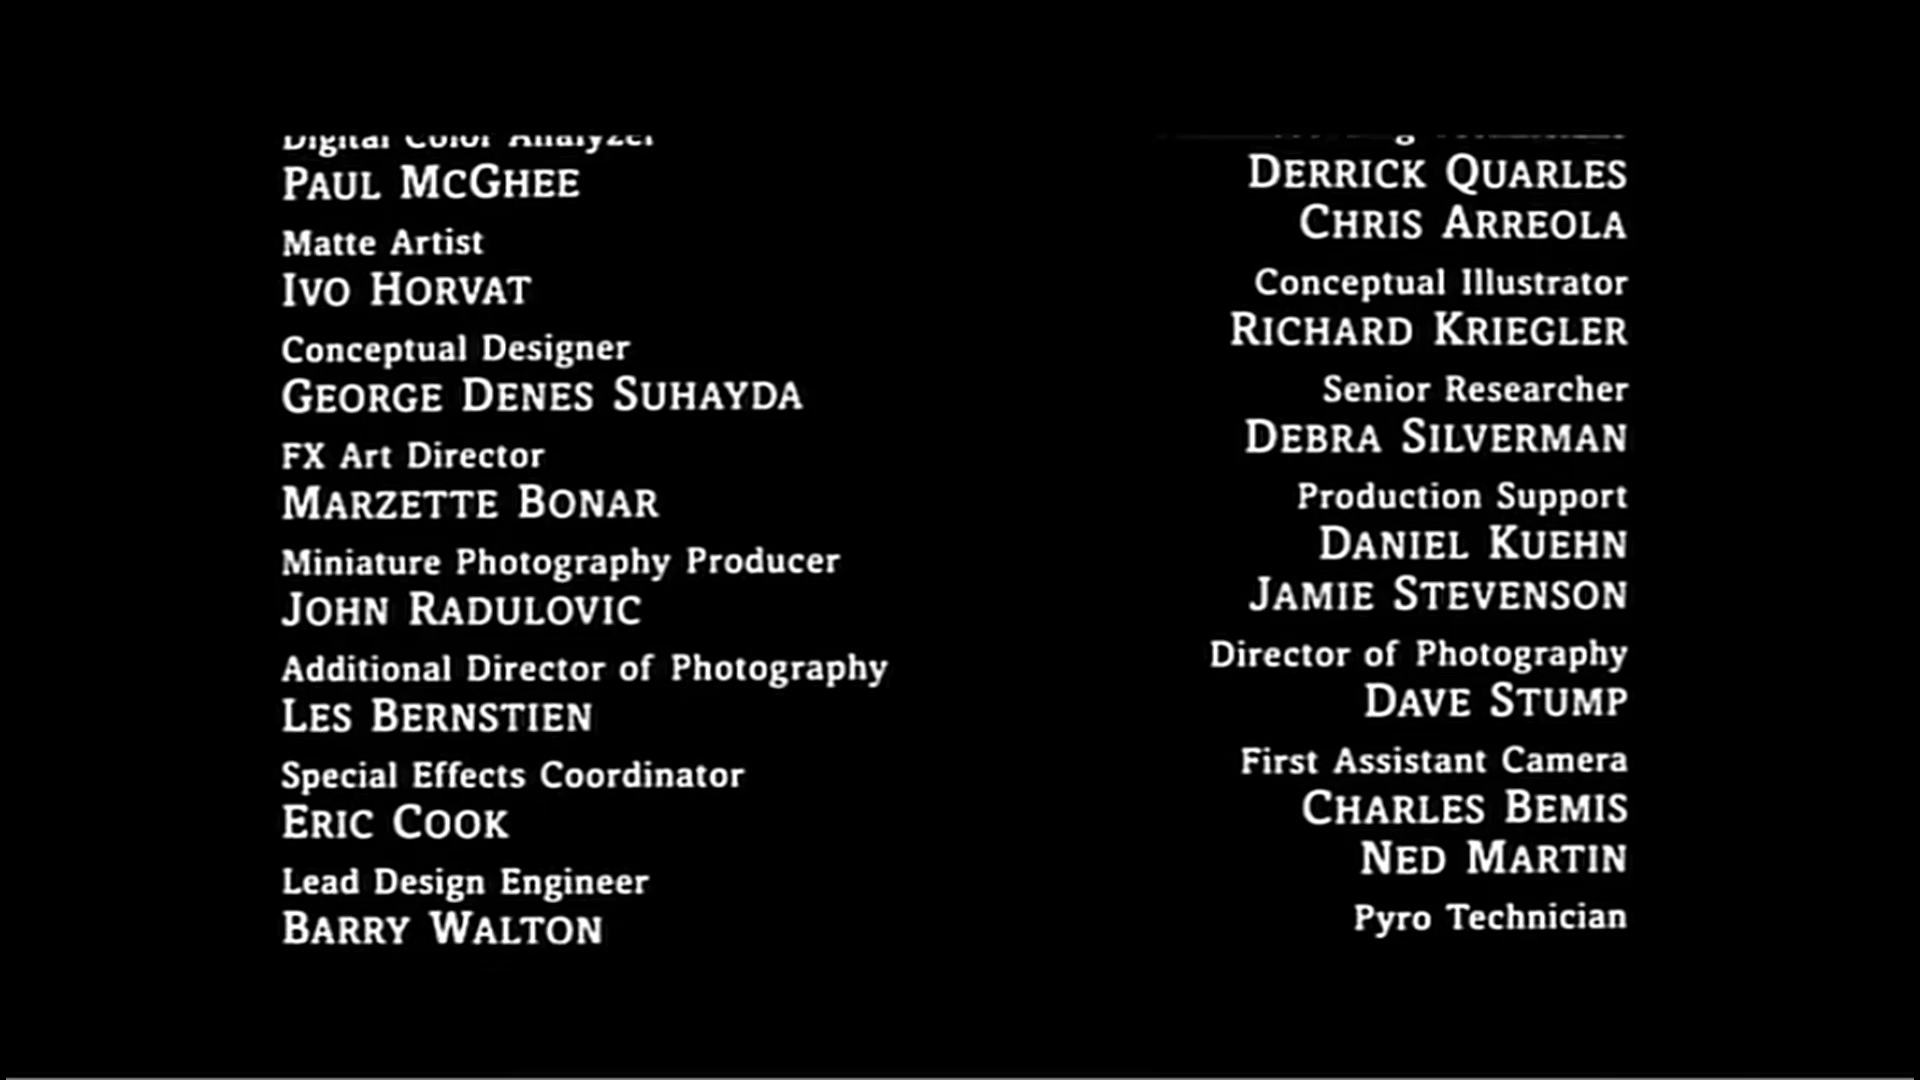 Digital Color Analyzer
PAUL MCGHEE
Matte Artist
IVO HORVAT
Conceptual Designer
GEORGE DENES SUHAYDA
FX Art Director
MARZETTE BONAR
Miniature Photography Producer
JOHN RADULOVIC
Additional Director of Photography
LES BERNSTIEN
Special Effects Coordinator
ERIC COOK
Lead Design Engineer
BARRY WALTON
DERRICK QUARLES
CHRIS ARREOLA
Conceptual Illustrator
RICHARD KRIEGLER
Senior Researcher
DEBRA SILVERMAN
Production Support
DANIEL KUEHN
JAMIE STEVENSON
Director of Photography
DAVE STUMP
First Assistant Camera
CHARLES BEMIS
NED MARTIN
Pyro Technician